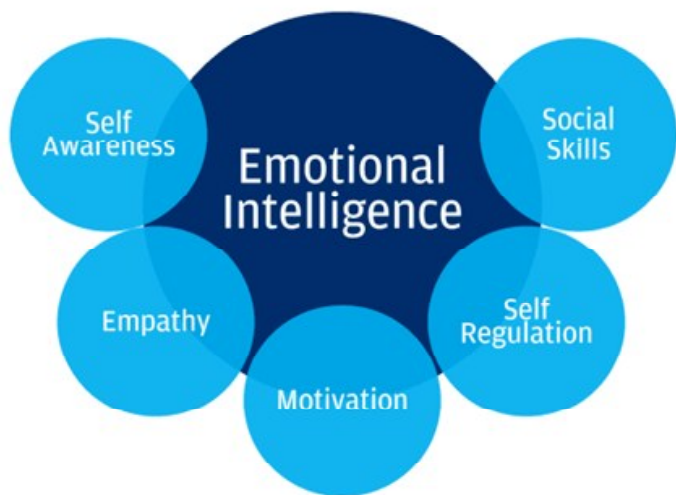 Self
Awareness
Social
Skills
Emotional
Intelligence
Empathy
Self
Regulation
Motivation